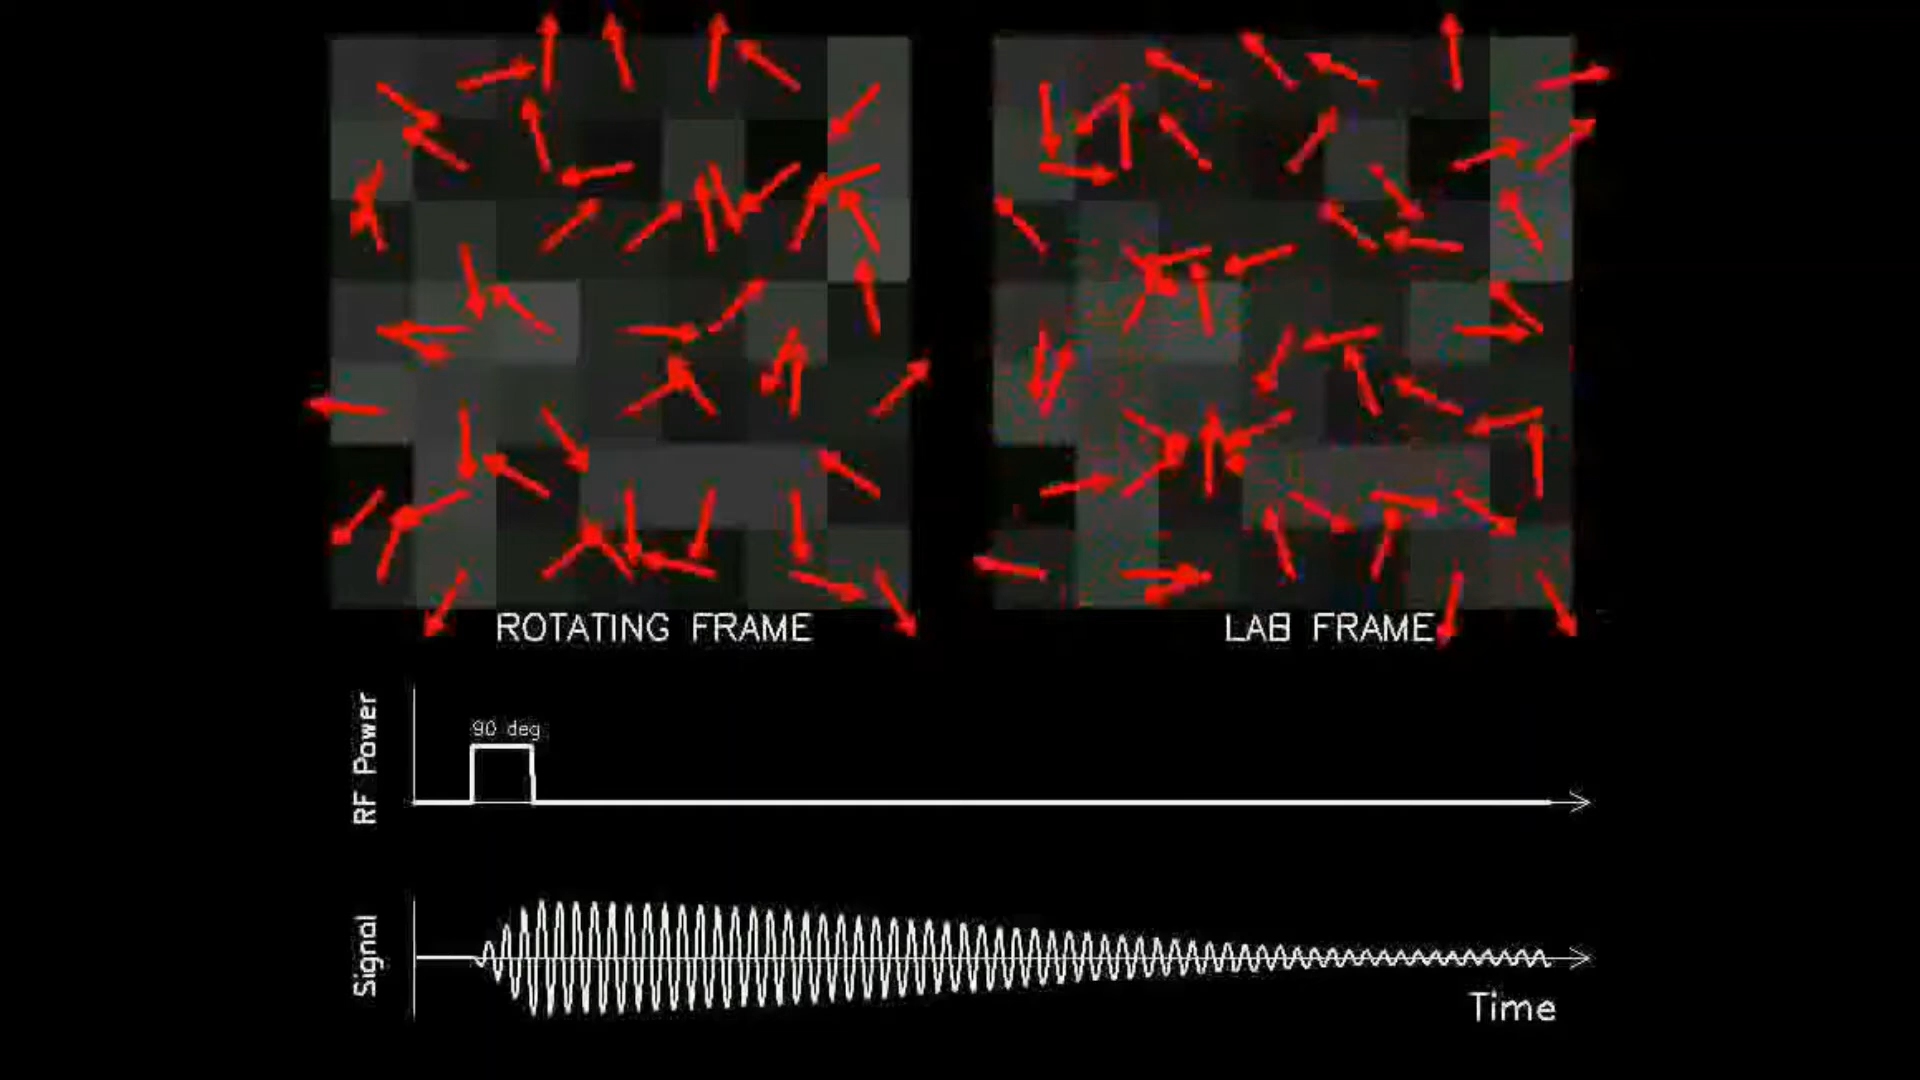 ROTATING FRAME
LAB FRAME
RF Power
90 deg
Signal
Time